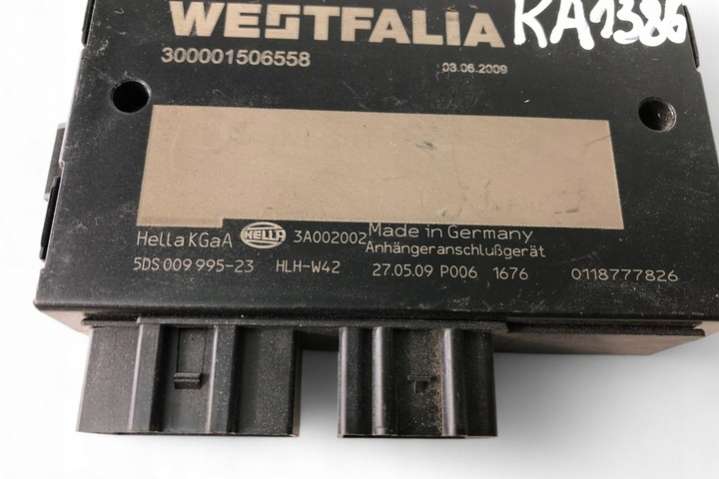 WESTFALIA KA1386
300001506558 03.06.2009
Hella KGaA HELLA 3A002002 Made in Germany
Anhängeranschlußgerät
5DS 009 995-23 HLH-W42 27.05.09 P006 1676 0118777826